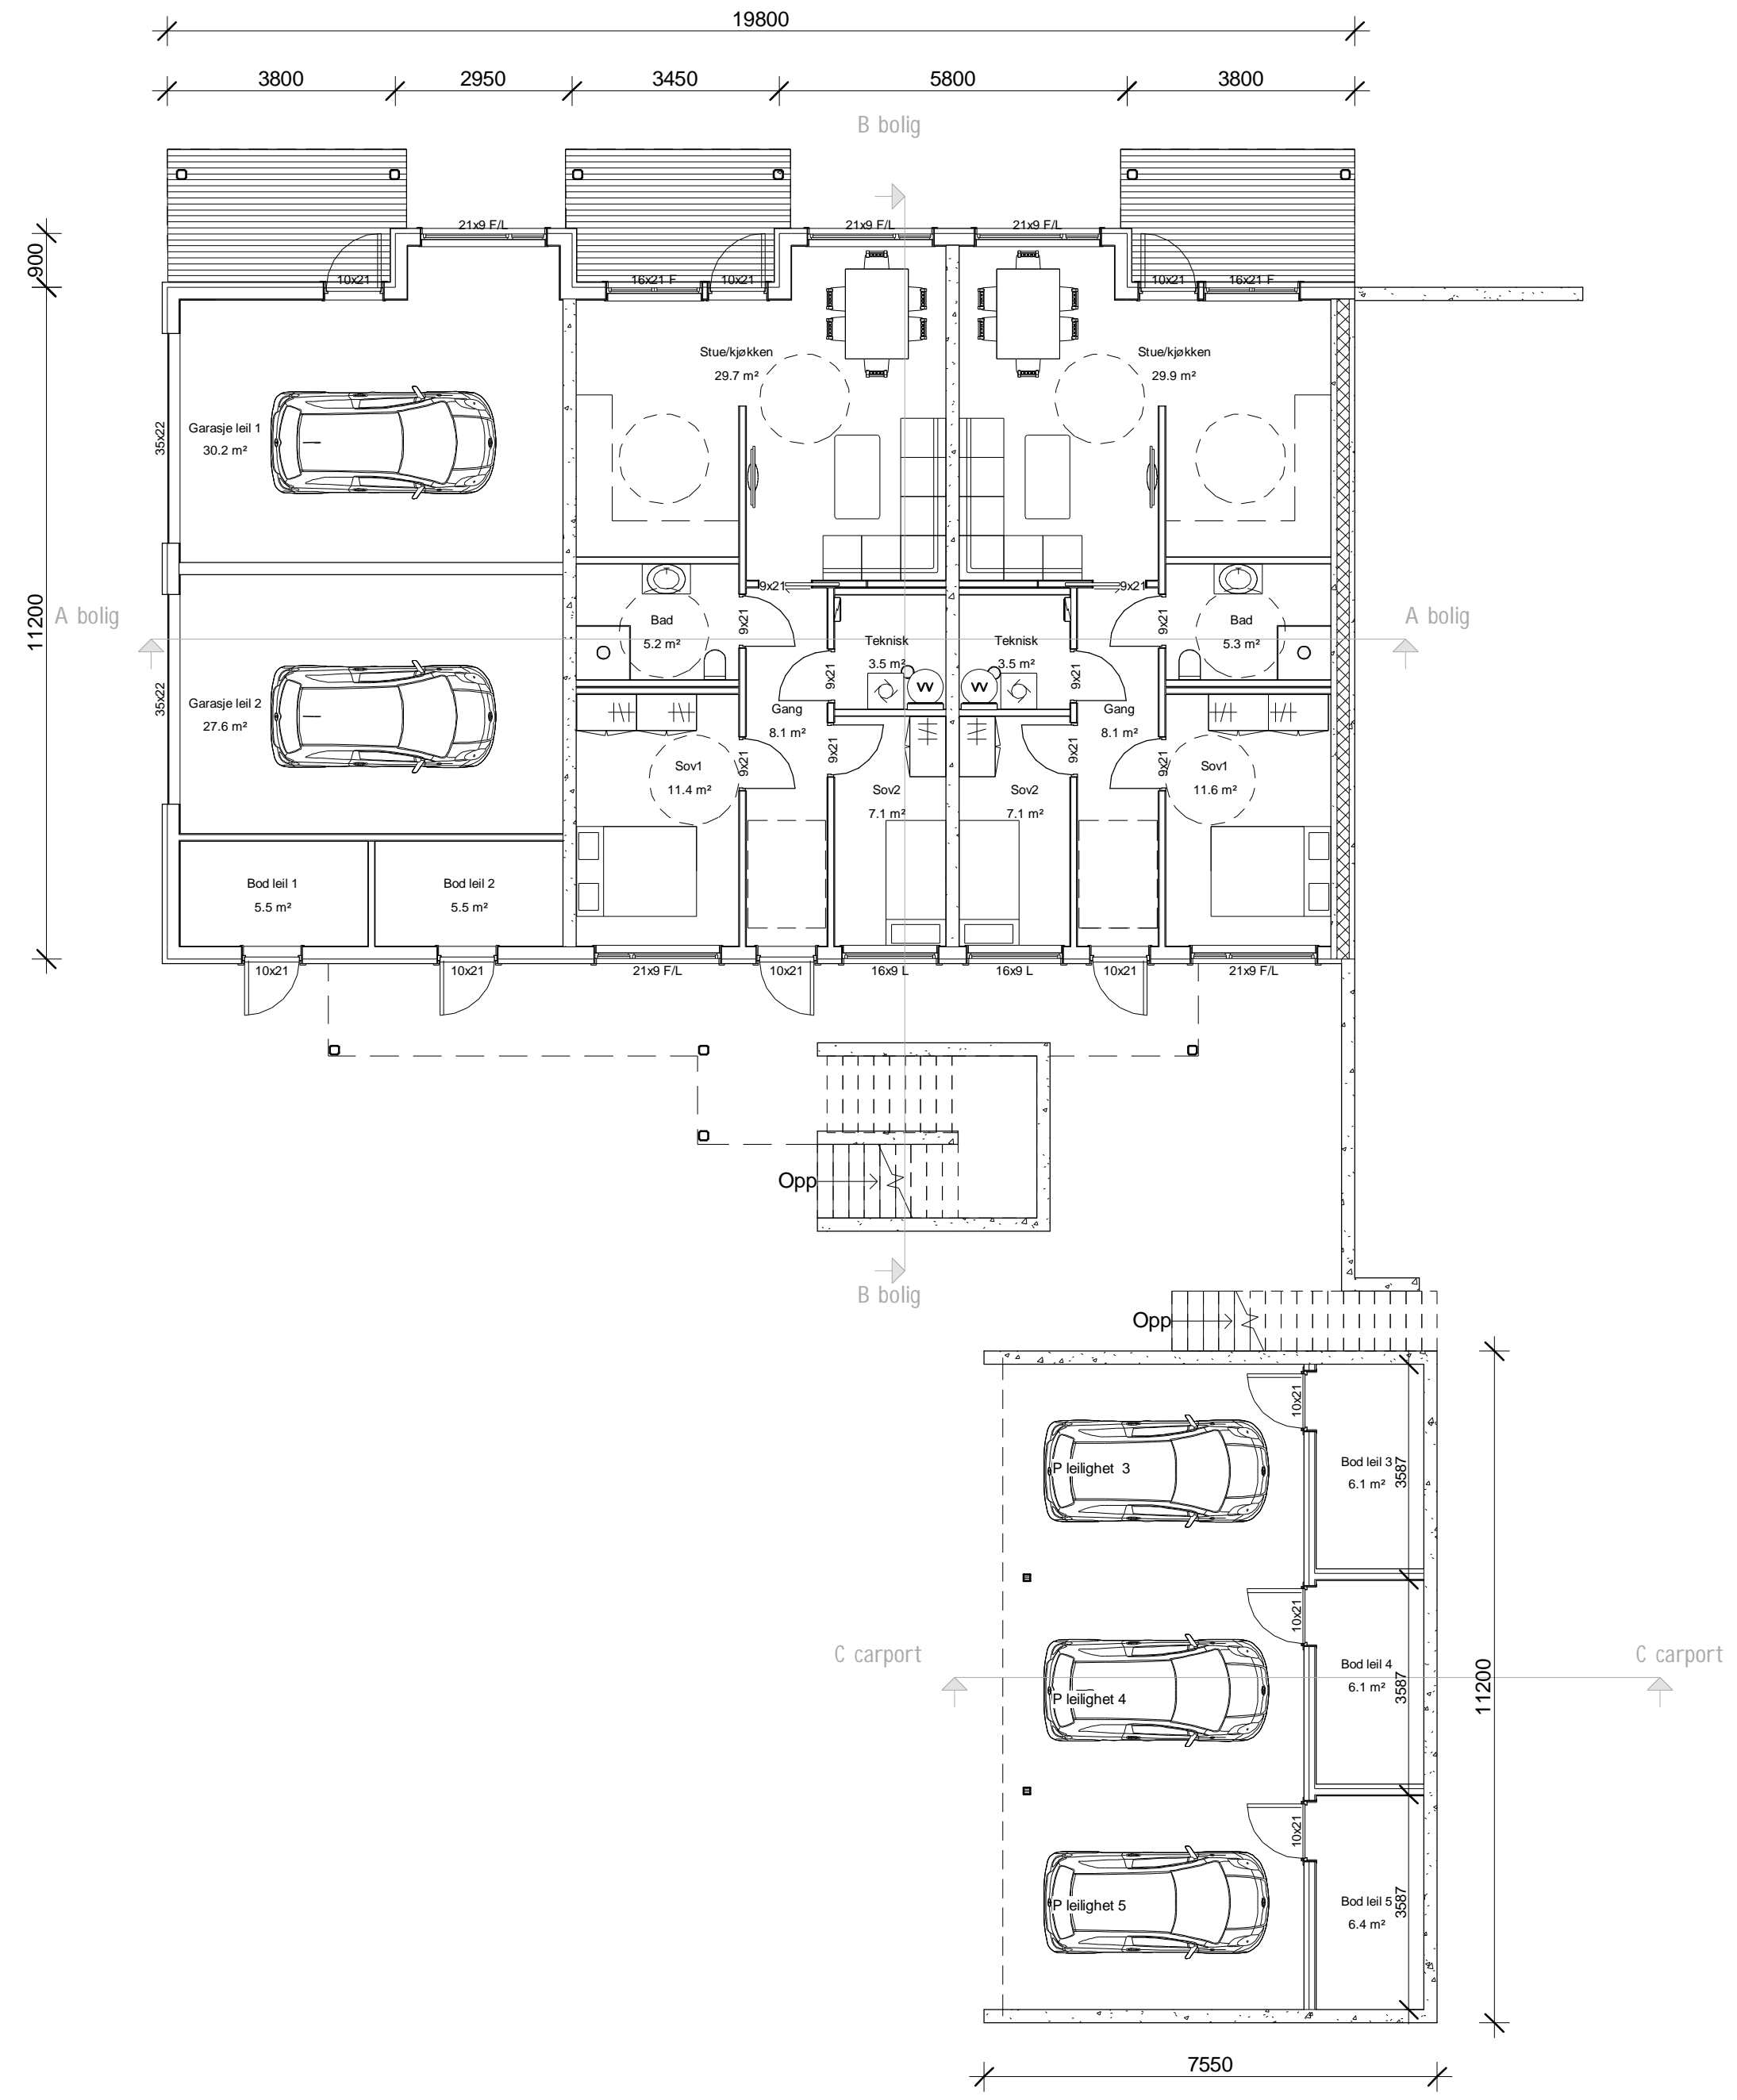 19800
3800 2950 3450 5800 3800
B bolig
900
21x9 F/L 21x9 F/L 21x9 F/L
10x21 16x21 F 10x21 10x21 16x21 F
Stue/kjøkken
29.7 m²
Stue/kjøkken
29.9 m²
Garasje leil 1
30.2 m²
35x22
11200
A bolig
A bolig
9x21 9x21
Bad
5.2 m²
9x21
Teknisk
3.5 m²
Teknisk
3.5 m²
9x21
Bad
5.3 m²
9x21 9x21
VV VV
35x22
Garasje leil 2
27.6 m²
Gang
8.1 m²
Gang
8.1 m²
9x21 9x21 9x21 9x21
Sov1
11.4 m²
Sov2
7.1 m²
Sov2
7.1 m²
Sov1
11.6 m²
Bod leil 1
5.5 m²
Bod leil 2
5.5 m²
10x21 10x21 21x9 F/L 10x21 16x9 L 16x9 L 10x21 21x9 F/L
Opp
B bolig
Opp
10x21
P leilighet 3
Bod leil 3
6.1 m²
3587
10x21
C carport
C carport
Bod leil 4
6.1 m²
3587
P leilighet 4
11200
10x21
P leilighet 5
Bod leil 5
6.4 m²
3587
7550